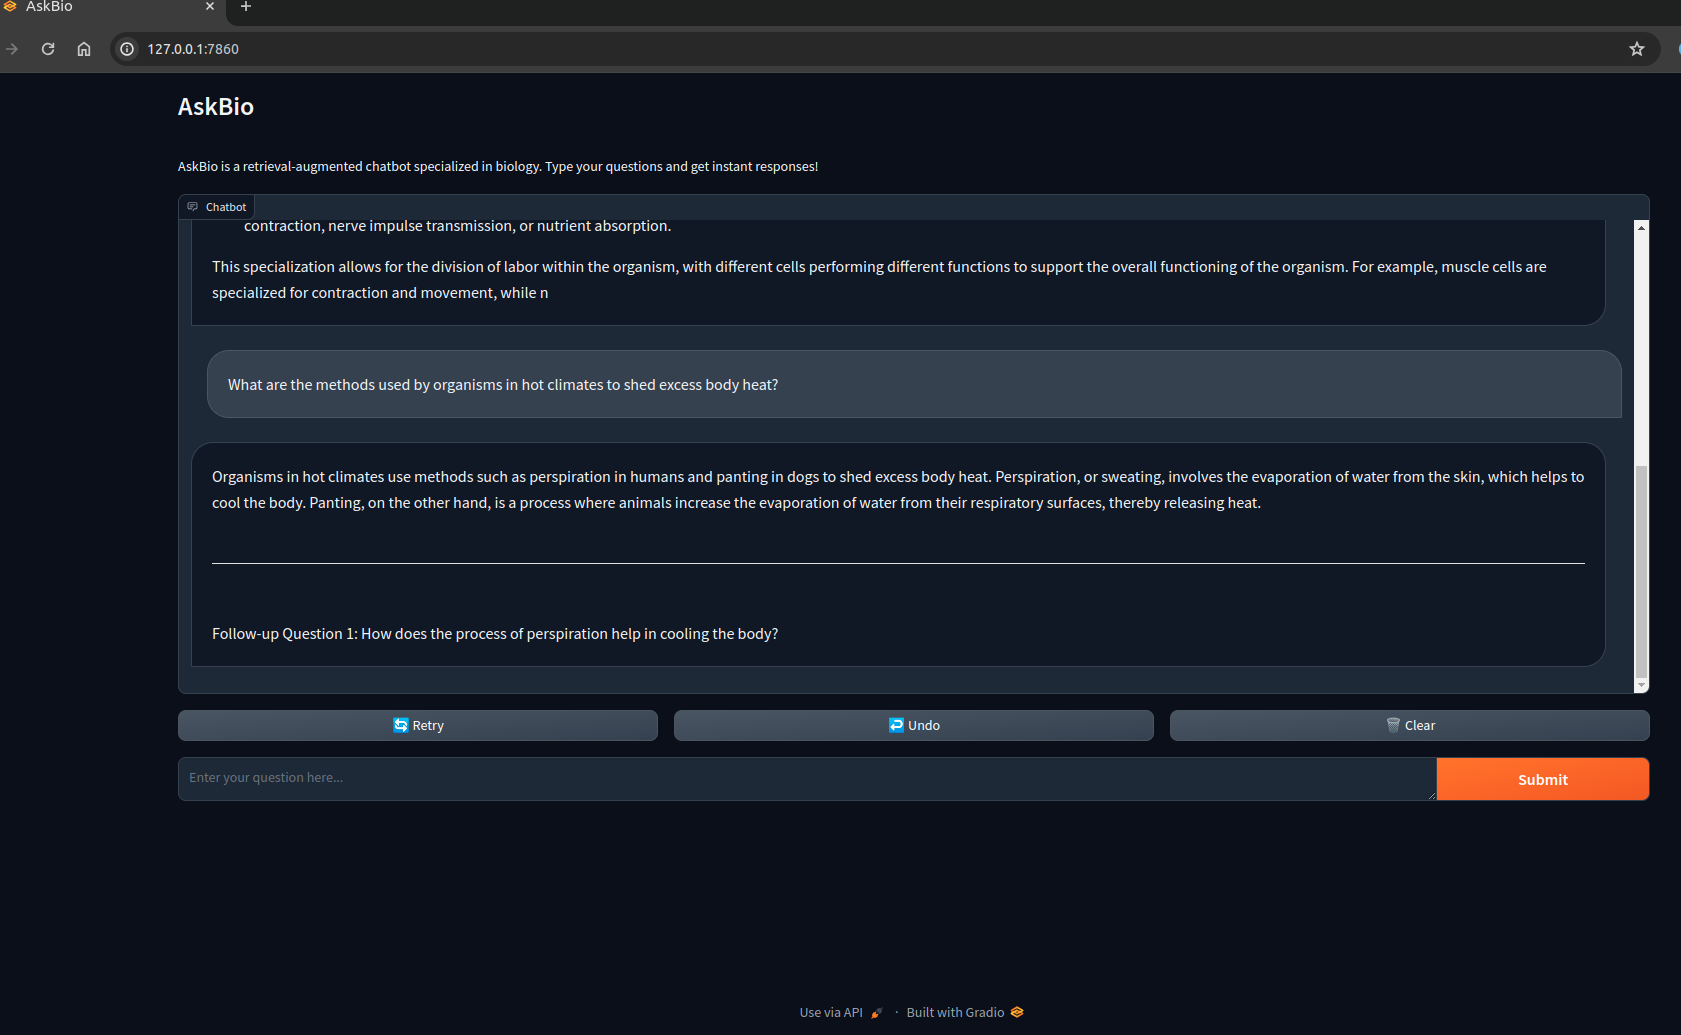 AskBio
127.0.0.1:7860
AskBio
AskBio is a retrieval-augmented chatbot specialized in biology. Type your questions and get instant responses!
Chatbot
contraction, nerve impulse transmission, or nutrient absorption.
This specialization allows for the division of labor within the organism, with different cells performing different functions to support the overall functioning of the organism. For example, muscle cells are
specialized for contraction and movement, while n
What are the methods used by organisms in hot climates to shed excess body heat?
Organisms in hot climates use methods such as perspiration in humans and panting in dogs to shed excess body heat. Perspiration, or sweating, involves the evaporation of water from the skin, which helps to
cool the body. Panting, on the other hand, is a process where animals increase the evaporation of water from their respiratory surfaces, thereby releasing heat.
Follow-up Question 1: How does the process of perspiration help in cooling the body?
Retry
Undo
Clear
Enter your question here...
Submit
Use via API · Built with Gradio